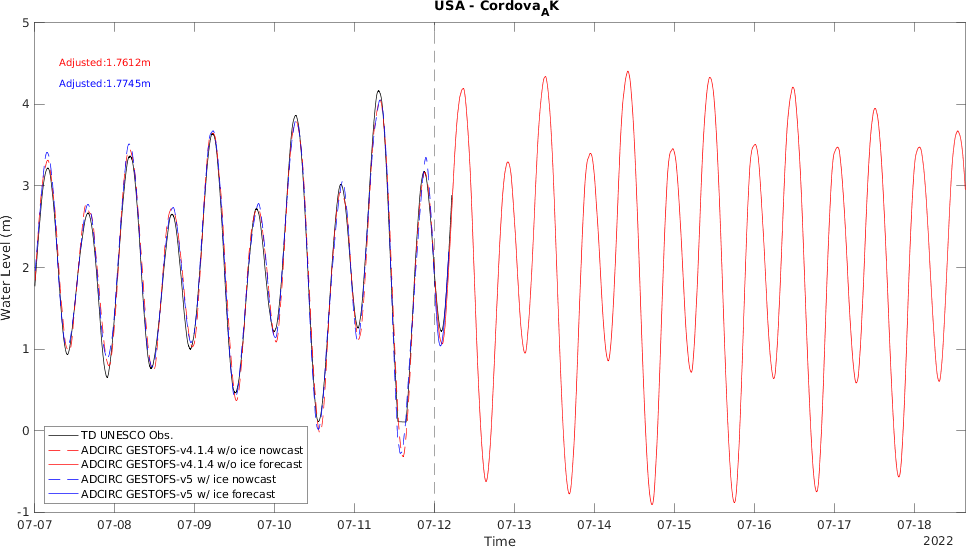 USA - Cordova_AK
Adjusted:1.7612m
Adjusted:1.7745m
Water Level (m)
5
4
3
2
1
0
-1
TD UNESCO Obs.
ADCIRC GESTOFS-v4.1.4 w/o ice nowcast
ADCIRC GESTOFS-v4.1.4 w/o ice forecast
ADCIRC GESTOFS-v5 w/ ice nowcast
ADCIRC GESTOFS-v5 w/ ice forecast
07-07 07-08 07-09 07-10 07-11 07-12 07-13 07-14 07-15 07-16 07-17 07-18
Time
2022